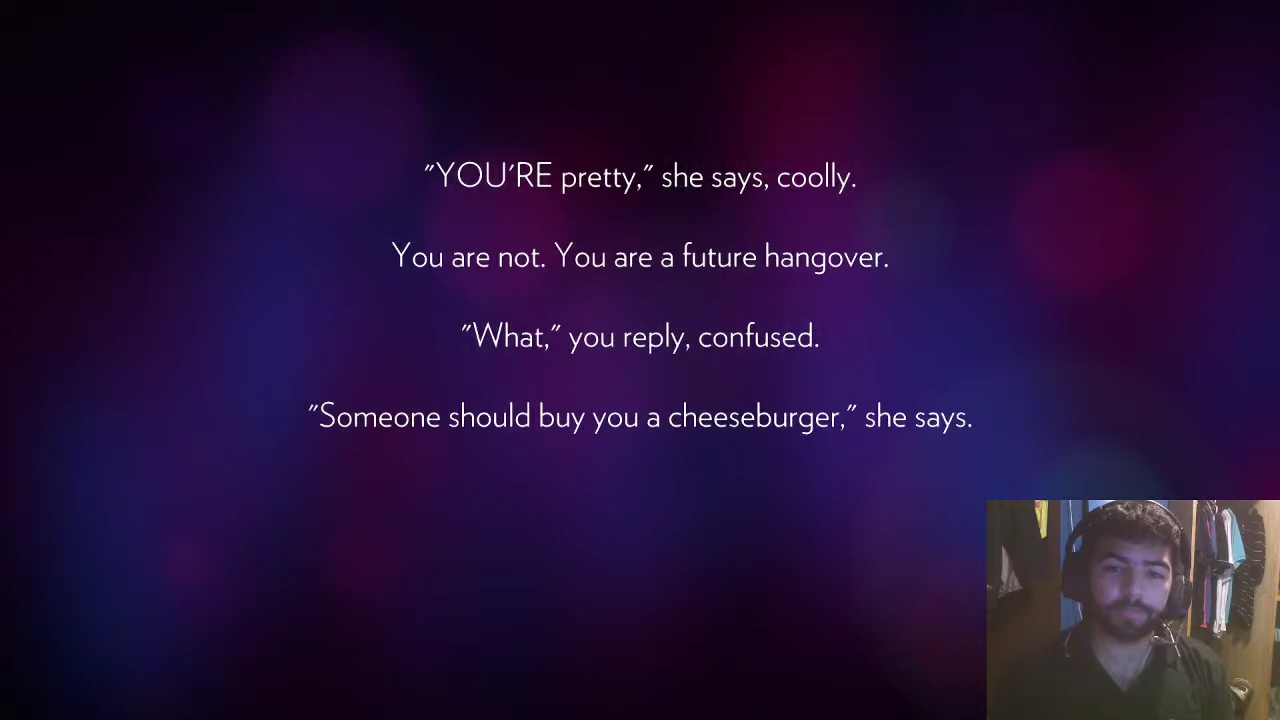 "YOU'RE pretty," she says, coolly.
You are not. You are a future hangover.
"What," you reply, confused.
"Someone should buy you a cheeseburger," she says.